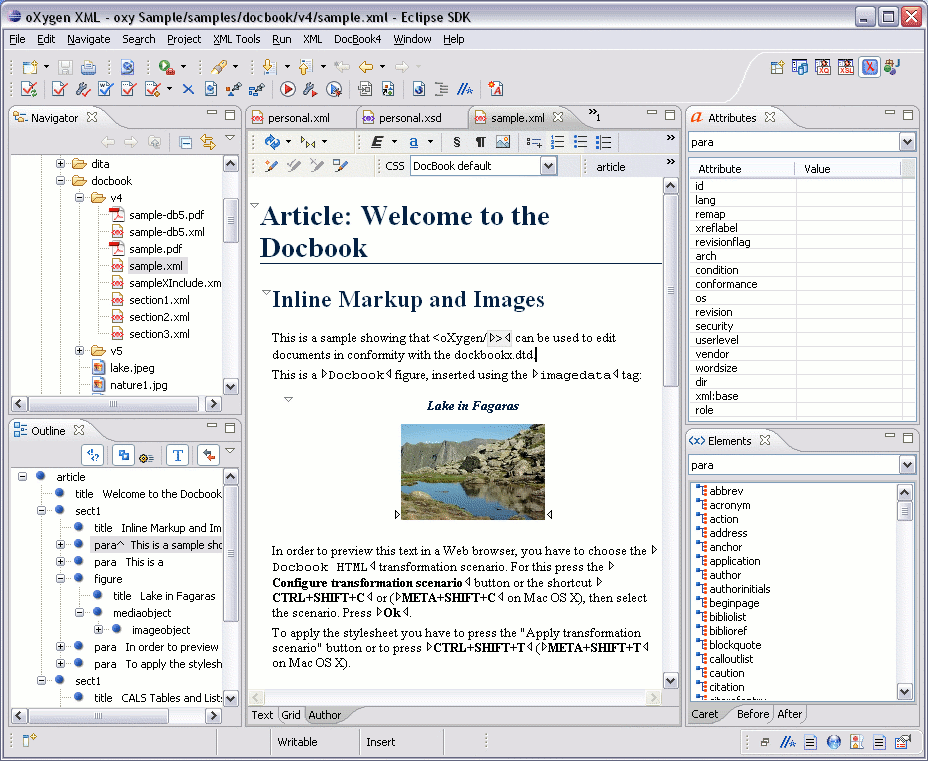 oXygen XML - oxy Sample/samples/docbook/v4/sample.xml - Eclipse SDK
File Edit Navigate Search Project XML Tools Run XML DocBook4 Window Help
Navigator
dita
docbook
v4
sample-db5.pdf
sample-db5.xml
sample.pdf
sample.xml
sampleXInclude.xm
section1.xml
section2.xml
section3.xml
v5
lake.jpeg
nature1.jpg
Outline
article
title Welcome to the Docbook
sect1
title Inline Markup and Im
para^ This is a sample sho
para This is a
figure
title Lake in Fagaras
mediaobject
imageobject
para In order to preview
para To apply the stylesh
sect1
title CALS Tables and Lists
personal.xml personal.xsd sample.xml »1
CSS DocBook default article
Article: Welcome to the
Docbook
Inline Markup and Images
This is a sample showing that <oXygen/> can be used to edit
documents in conformity with the dockbookx.dtd.
This is a Docbook figure, inserted using the imagedata tag:
Lake in Fagaras
In order to preview this text in a Web browser, you have to choose the
Docbook HTML transformation scenario. For this press the
Configure transformation scenario button or the shortcut
CTRL+SHIFT+C or (META+SHIFT+C on Mac OS X), then select
the scenario. Press Ok.
To apply the stylesheet you have to press the "Apply transformation
scenario" button or to press CTRL+SHIFT+T (META+SHIFT+T
on Mac OS X).
Text Grid Author
Attributes
para
Attribute Value
id
lang
remap
xreflabel
revisionflag
arch
condition
conformance
os
revision
security
userlevel
vendor
wordsize
dir
xml:base
role
Elements
para
abbrev
acronym
action
address
anchor
application
author
authorinitials
beginpage
bibliolist
biblioref
blockquote
calloutlist
caution
citation
Caret Before After
Writable Insert